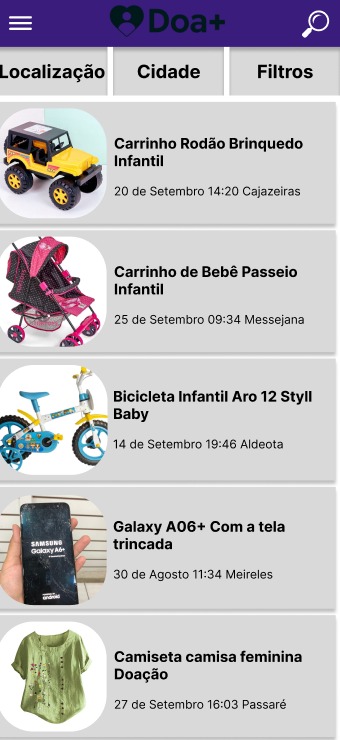 Doa+
Localização
Cidade
Filtros
Carrinho Rodão Brinquedo
Infantil
20 de Setembro 14:20 Cajazeiras
Carrinho de Bebê Passeio
Infantil
25 de Setembro 09:34 Messejana
Bicicleta Infantil Aro 12 Styll
Baby
14 de Setembro 19:46 Aldeota
SAMSUNG
Galaxy A6+
android
Galaxy A06+ Com a tela
trincada
30 de Agosto 11:34 Meireles
Camiseta camisa feminina
Doação
27 de Setembro 16:03 Passaré